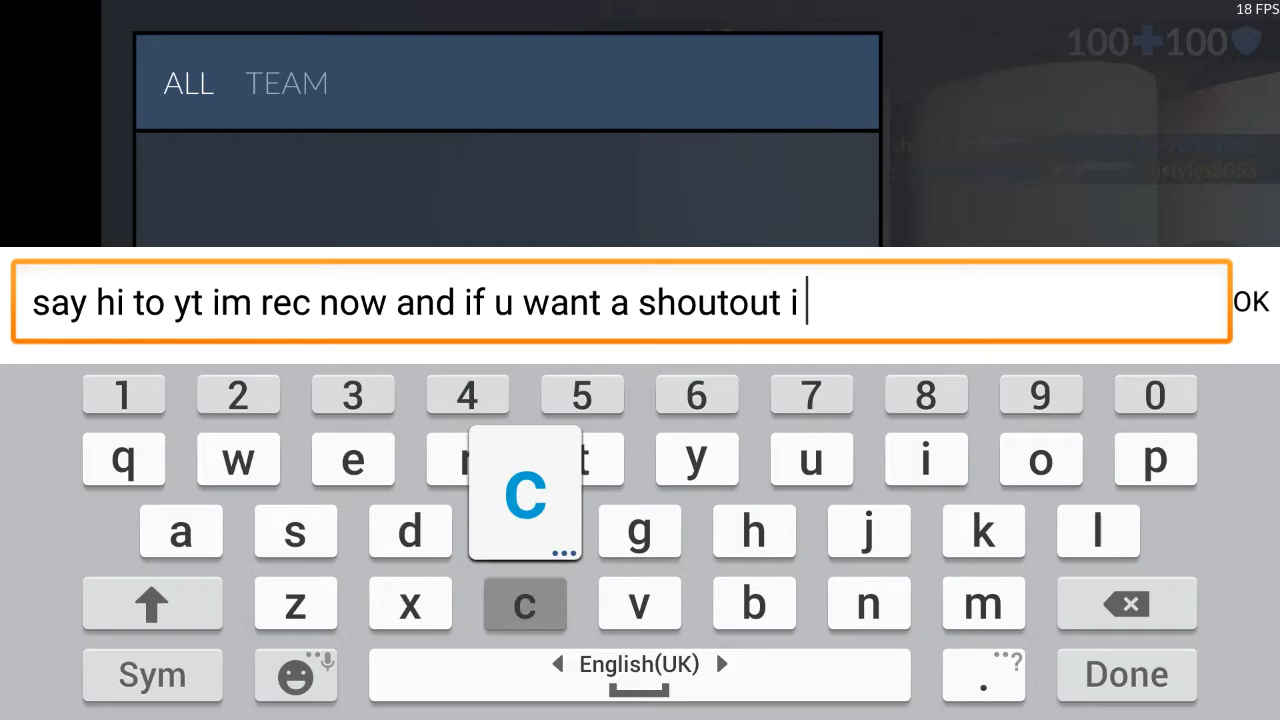 18 FPS
100 100
ALL TEAM
say hi to yt im rec now and if u want a shoutout i
OK
1 2 3 4 5 6 7 8 9 0
q w e r t y u i o p
a s d c g h j k l
z x c v b n m
Sym English(UK) . ? Done